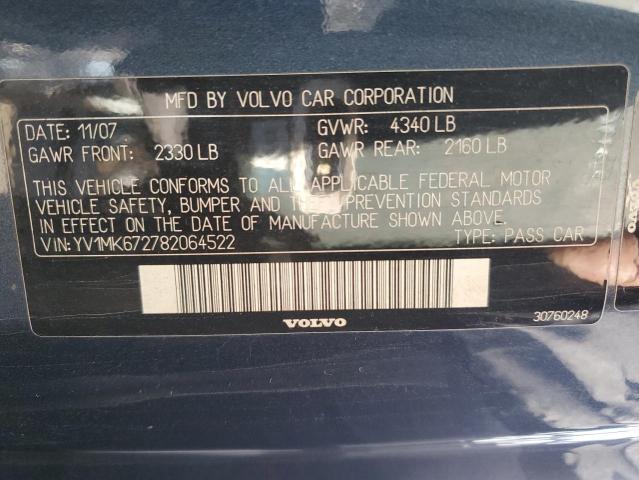 MFD BY VOLVO CAR CORPORATION
DATE: 11/07 GVWR: 4340 LB
GAWR FRONT: 2330 LB GAWR REAR: 2160 LB
THIS VEHICLE CONFORMS TO ALL APPLICABLE FEDERAL MOTOR
VEHICLE SAFETY, BUMPER AND THEFT PREVENTION STANDARDS
IN EFFECT ON THE DATE OF MANUFACTURE SHOWN ABOVE.
VIN: YV1MK672782064522 TYPE: PASS CAR
VOLVO
30760248